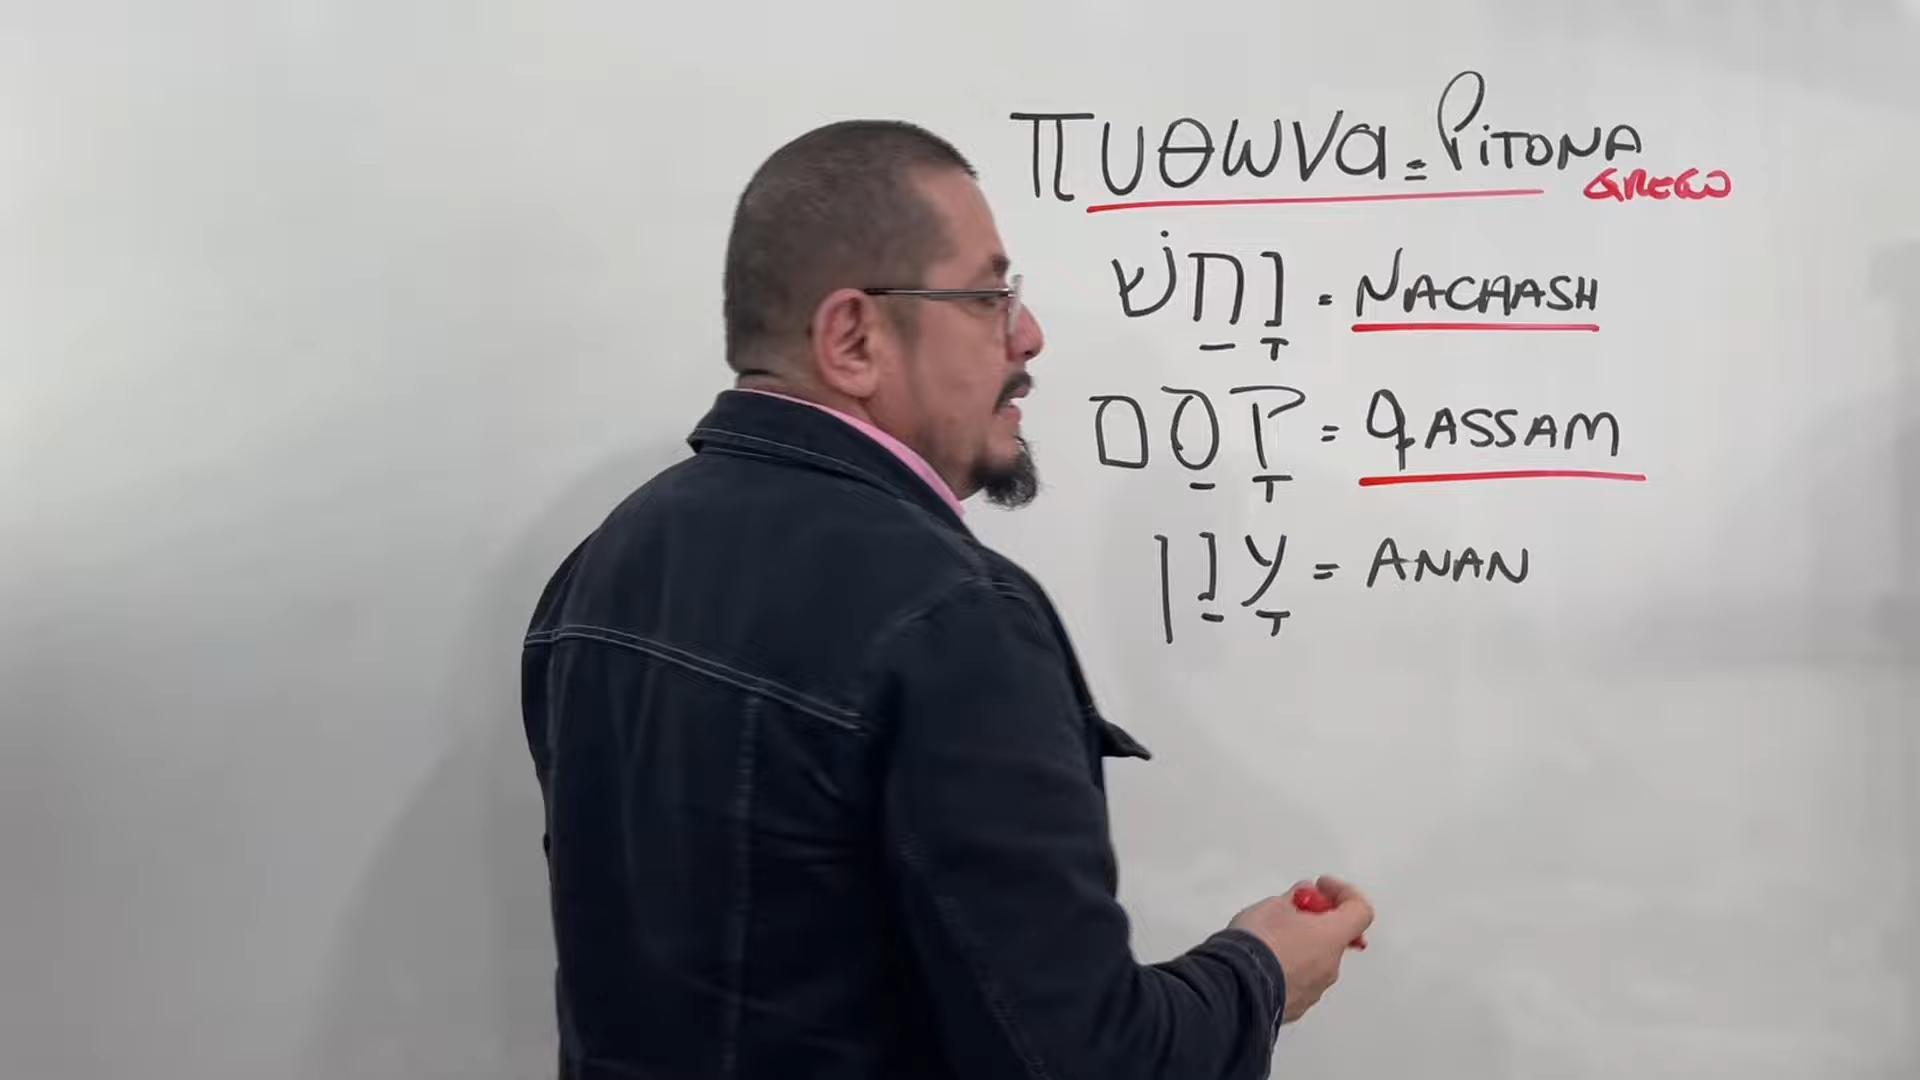 πυθωνα = PITONA
GREGO
נָחַשׁ = NACHASH
קָסַם = QASSAM
עָנַן = ANAN